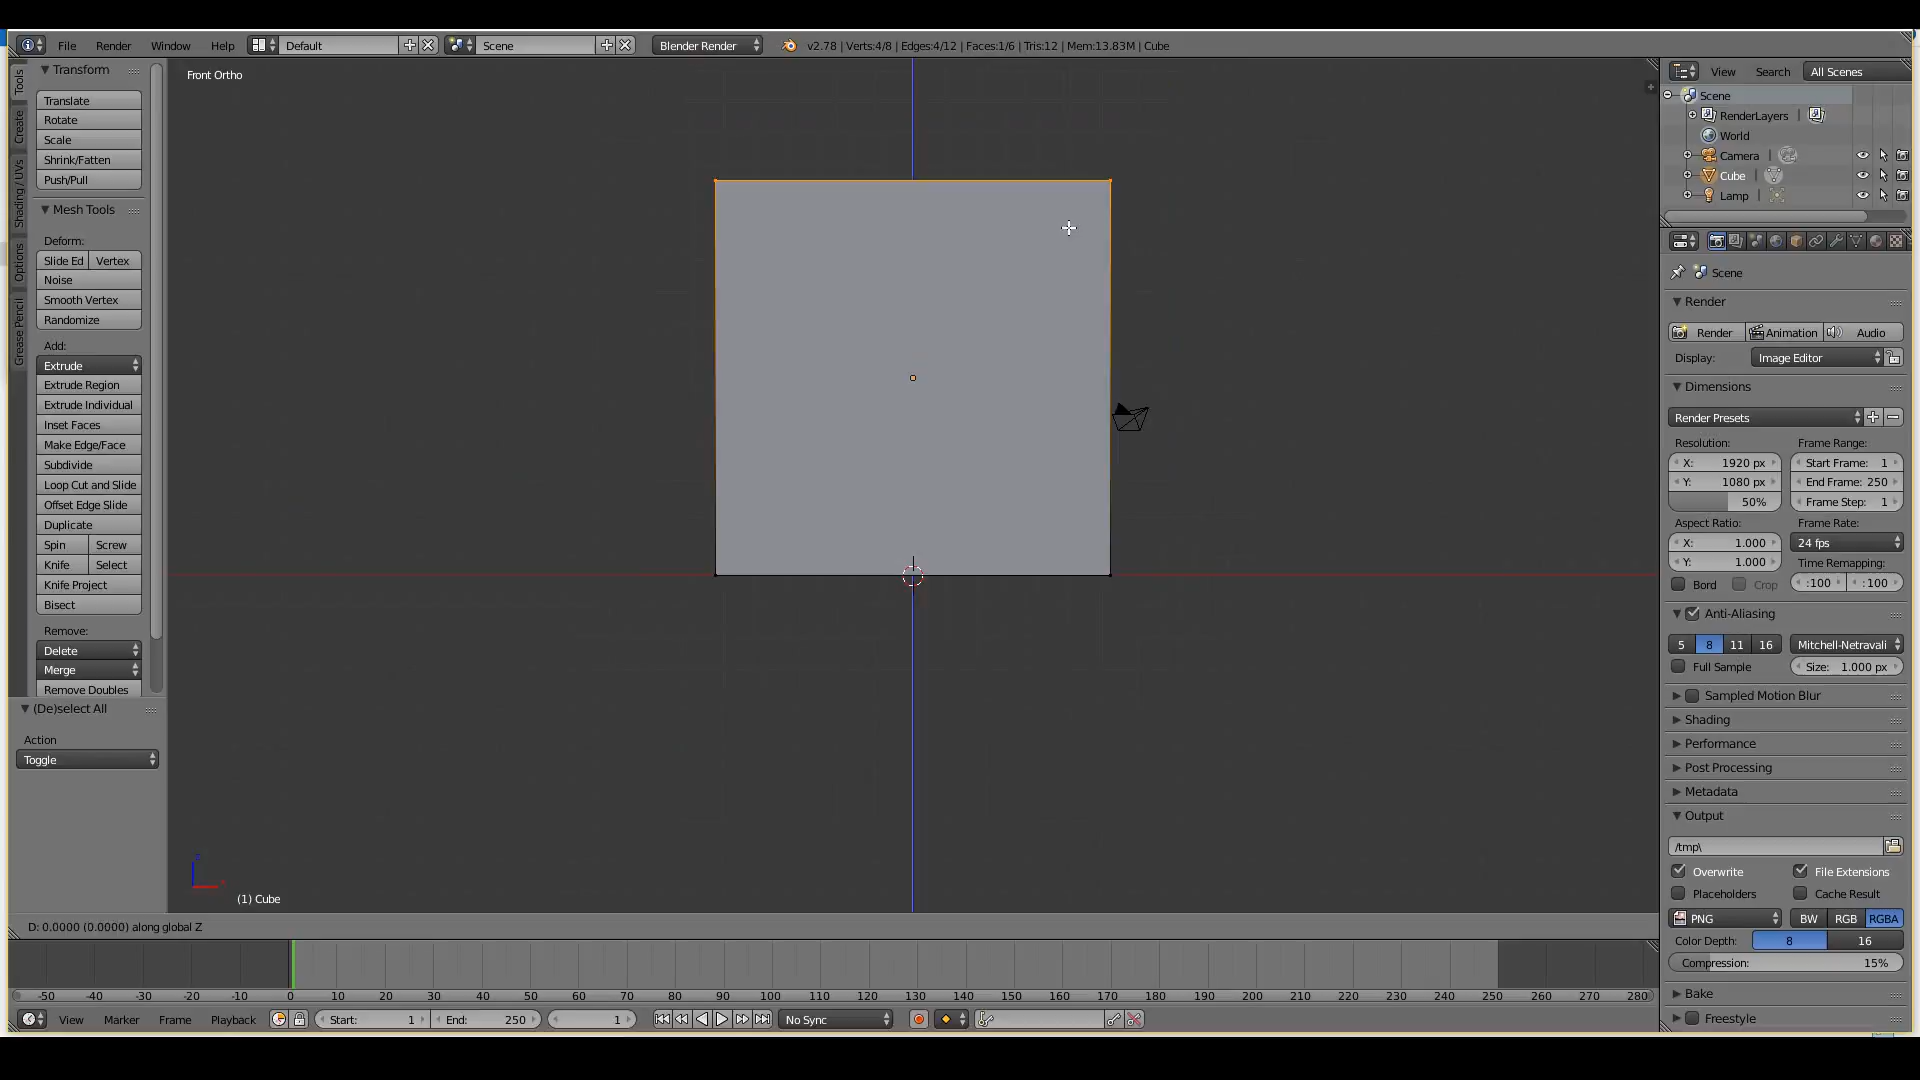 File Render Window Help Default Scene Blender Render v2.78 | Verts:4/8 | Edges:4/12 | Faces:1/6 | Tris:12 | Mem:13.83M | Cube
Tools
Create
Shading / UVs
Options
Grease Pencil
Transform
Translate
Rotate
Scale
Shrink/Fatten
Push/Pull
Mesh Tools
Deform:
Slide Ed Vertex
Noise
Smooth Vertex
Randomize
Add:
Extrude
Extrude Region
Extrude Individual
Inset Faces
Make Edge/Face
Subdivide
Loop Cut and Slide
Offset Edge Slide
Duplicate
Spin Screw
Knife Select
Knife Project
Bisect
Remove:
Delete
Merge
Remove Doubles
(De)select All
Action
Toggle
Front Ortho
(1) Cube
D: 0.0000 (0.0000) along global Z
-50 -40 -30 -20 -10 0 10 20 30 40 50 60 70 80 90 100 110 120 130 140 150 160 170 180 190 200 210 220 230 240 250 260 270 280
View Marker Frame Playback Start: 1 End: 250 1 No Sync
View Search All Scenes
Scene
RenderLayers |
World
Camera |
Cube |
Lamp |
Scene
Render
Render Animation Audio
Display: Image Editor
Dimensions
Render Presets
Resolution: Frame Range:
X: 1920 px Start Frame: 1
Y: 1080 px End Frame: 250
50% Frame Step: 1
Aspect Ratio: Frame Rate:
X: 1.000 24 fps
Y: 1.000 Time Remapping:
Bord Crop :100 :100
Anti-Aliasing
5 8 11 16 Mitchell-Netravali
Full Sample Size: 1.000 px
Sampled Motion Blur
Shading
Performance
Post Processing
Metadata
Output
/tmp\
Overwrite File Extensions
Placeholders Cache Result
PNG BW RGB RGBA
Color Depth: 8 16
Compression: 15%
Bake
Freestyle